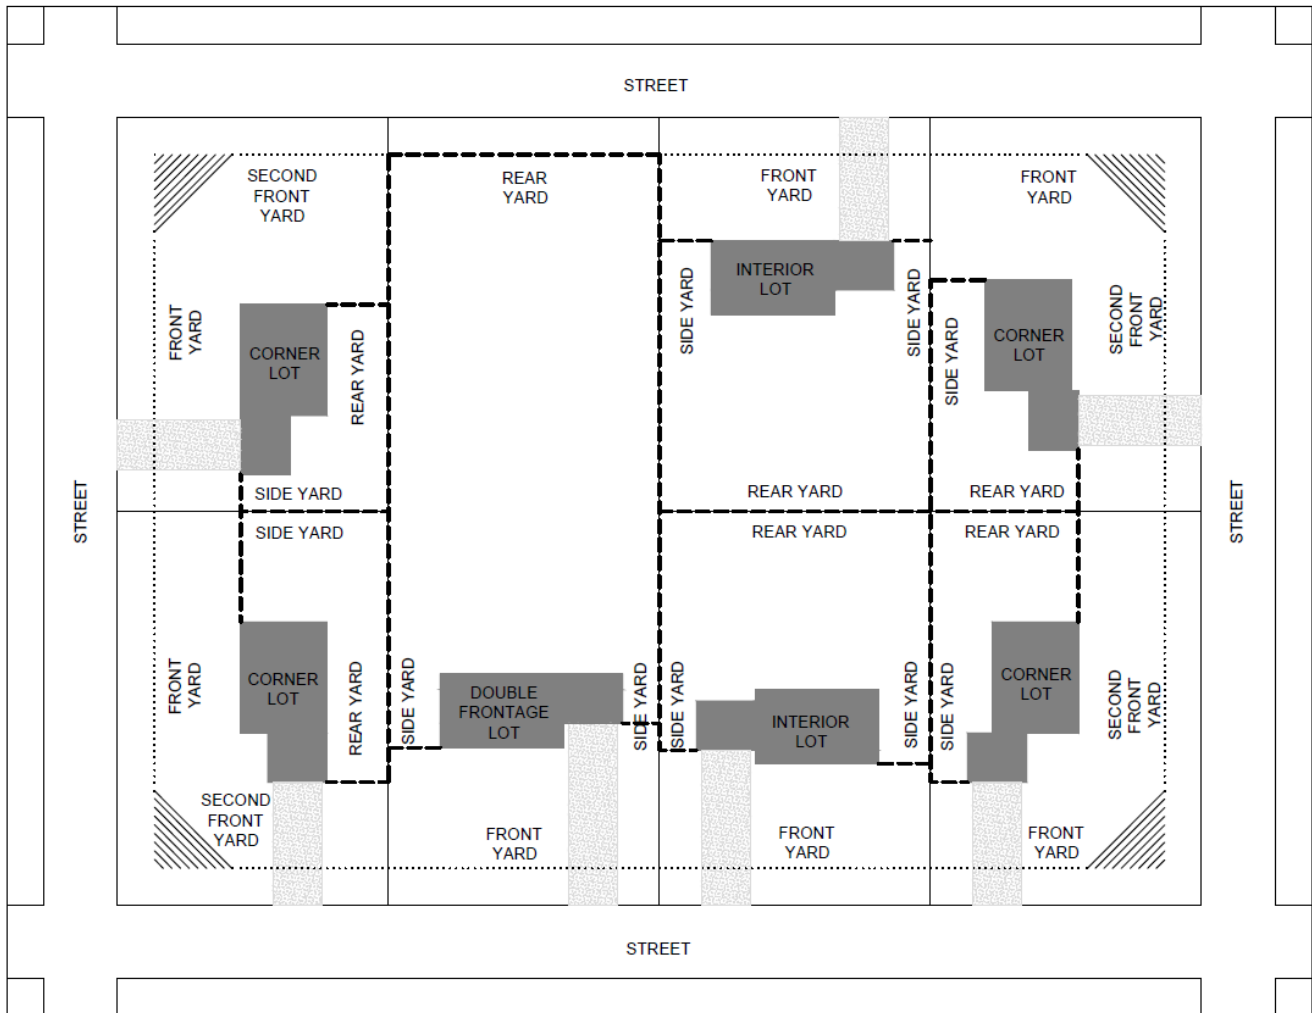 STREET
SECOND
FRONT
YARD
REAR
YARD
FRONT
YARD
FRONT
YARD
FRONT
YARD
CORNER
LOT
REAR YARD
SIDE YARD
INTERIOR
LOT
SIDE YARD
SIDE YARD
CORNER
LOT
SECOND
FRONT
YARD
STREET
SIDE YARD
SIDE YARD
REAR YARD
REAR YARD
REAR YARD
REAR YARD
STREET
FRONT
YARD
CORNER
LOT
REAR YARD
SIDE YARD
DOUBLE
FRONTAGE
LOT
SIDE YARD
SIDE YARD
INTERIOR
LOT
SIDE YARD
SIDE YARD
CORNER
LOT
SECOND
FRONT
YARD
SECOND
FRONT
YARD
FRONT
YARD
FRONT
YARD
FRONT
YARD
STREET